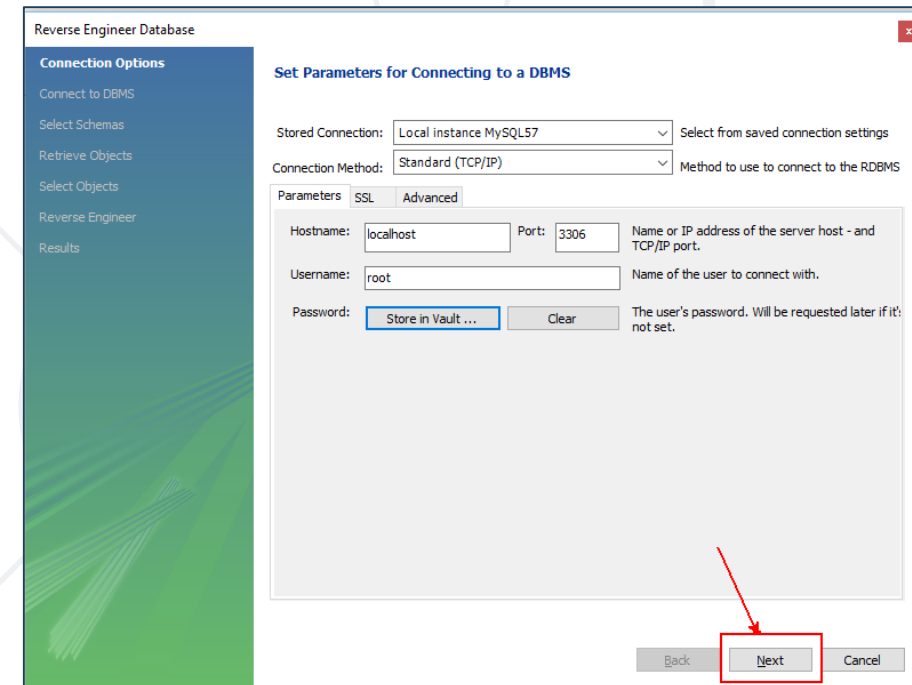 Reverse Engineer Database
x
Connection Options
Connect to DBMS
Select Schemas
Retrieve Objects
Select Objects
Reverse Engineer
Results
Set Parameters for Connecting to a DBMS
Stored Connection: Local instance MySQL57 Select from saved connection settings
Connection Method: Standard (TCP/IP) Method to use to connect to the RDBMS
Parameters SSL Advanced
Hostname: localhost Port: 3306 Name or IP address of the server host - and
TCP/IP port.
Username: root Name of the user to connect with.
Password: Store in Vault ... Clear The user's password. Will be requested later if it's
not set.
Back Next Cancel